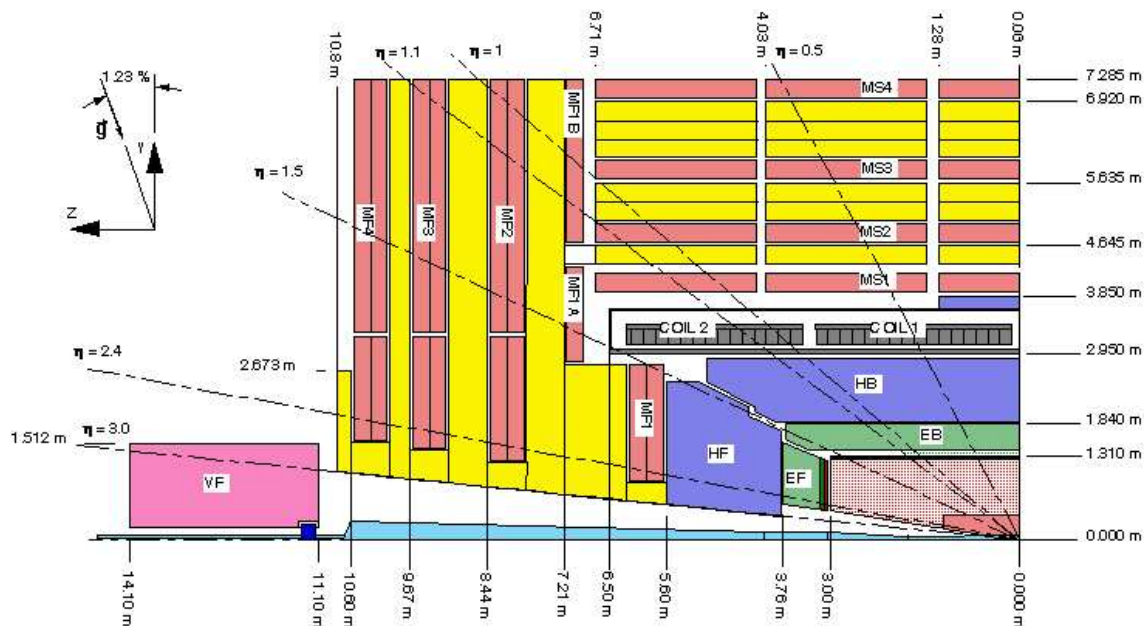 10.8 m
6.71 m
4.03 m
1.28 m
0.06 m
η = 1.1
η = 1
η = 0.5
1.23 %
g
Y
Z
η = 1.5
η = 2.4
η = 3.0
2.673 m
1.512 m
MF4
MF3
MF2
MF1B
MF1A
MF1
MS4
MS3
MS2
MS1
COIL 2
COIL 1
HB
EB
HF
EF
VF
7.285 m
6.920 m
5.635 m
4.645 m
3.850 m
2.950 m
1.840 m
1.310 m
0.000 m
14.10 m
11.10 m
10.60 m
9.67 m
8.44 m
7.21 m
6.50 m
5.60 m
3.76 m
3.00 m
0.000 m